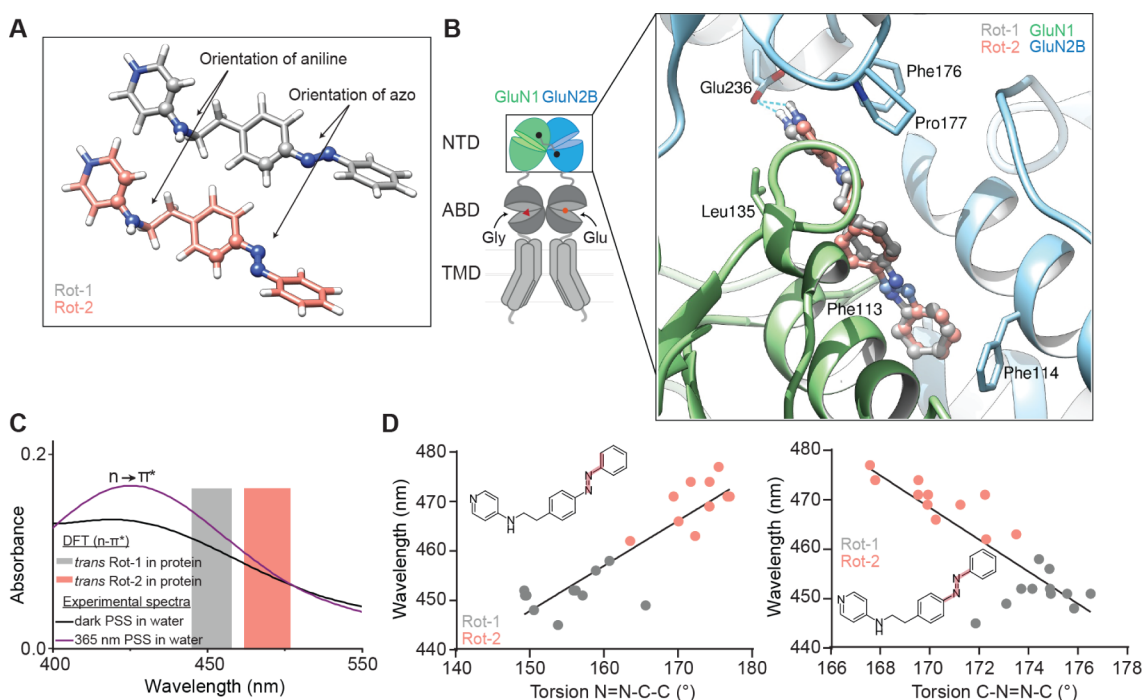 A
Orientation of aniline
Orientation of azo
Rot-1
Rot-2
B
GluN1 GluN2B
NTD
ABD
Gly
Glu
TMD
Rot-1 GluN1
Rot-2 GluN2B
Glu236
Phe176
Pro177
Leu135
Phe113
Phe114
C
0.2
n→π*
Absorbance
DFT (n-π*)
trans Rot-1 in protein
trans Rot-2 in protein
Experimental spectra
dark PSS in water
365 nm PSS in water
0.0
400 450 500 550
Wavelength (nm)
D
480
470
460
450
440
Wavelength (nm)
N
N
N
N
H
Rot-1
Rot-2
140 150 160 170 180
Torsion N=N-C-C (°)
480
470
460
450
440
Wavelength (nm)
Rot-1
Rot-2
N
N
N
N
H
166 168 170 172 174 176 178
Torsion C-N=N-C (°)